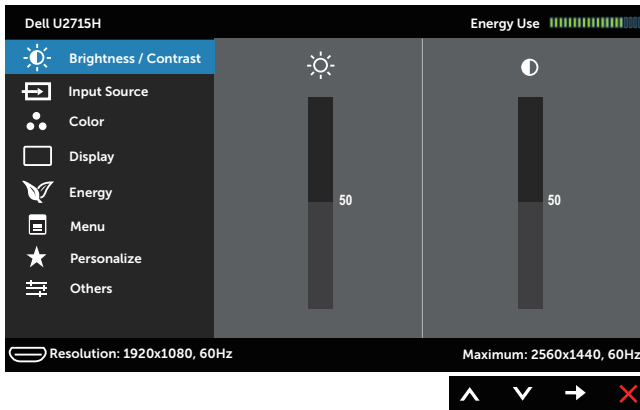 Dell U2715H
Energy Use
Brightness / Contrast
Input Source
Color
Display
Energy
Menu
Personalize
Others
50
50
Resolution: 1920x1080, 60Hz
Maximum: 2560x1440, 60Hz